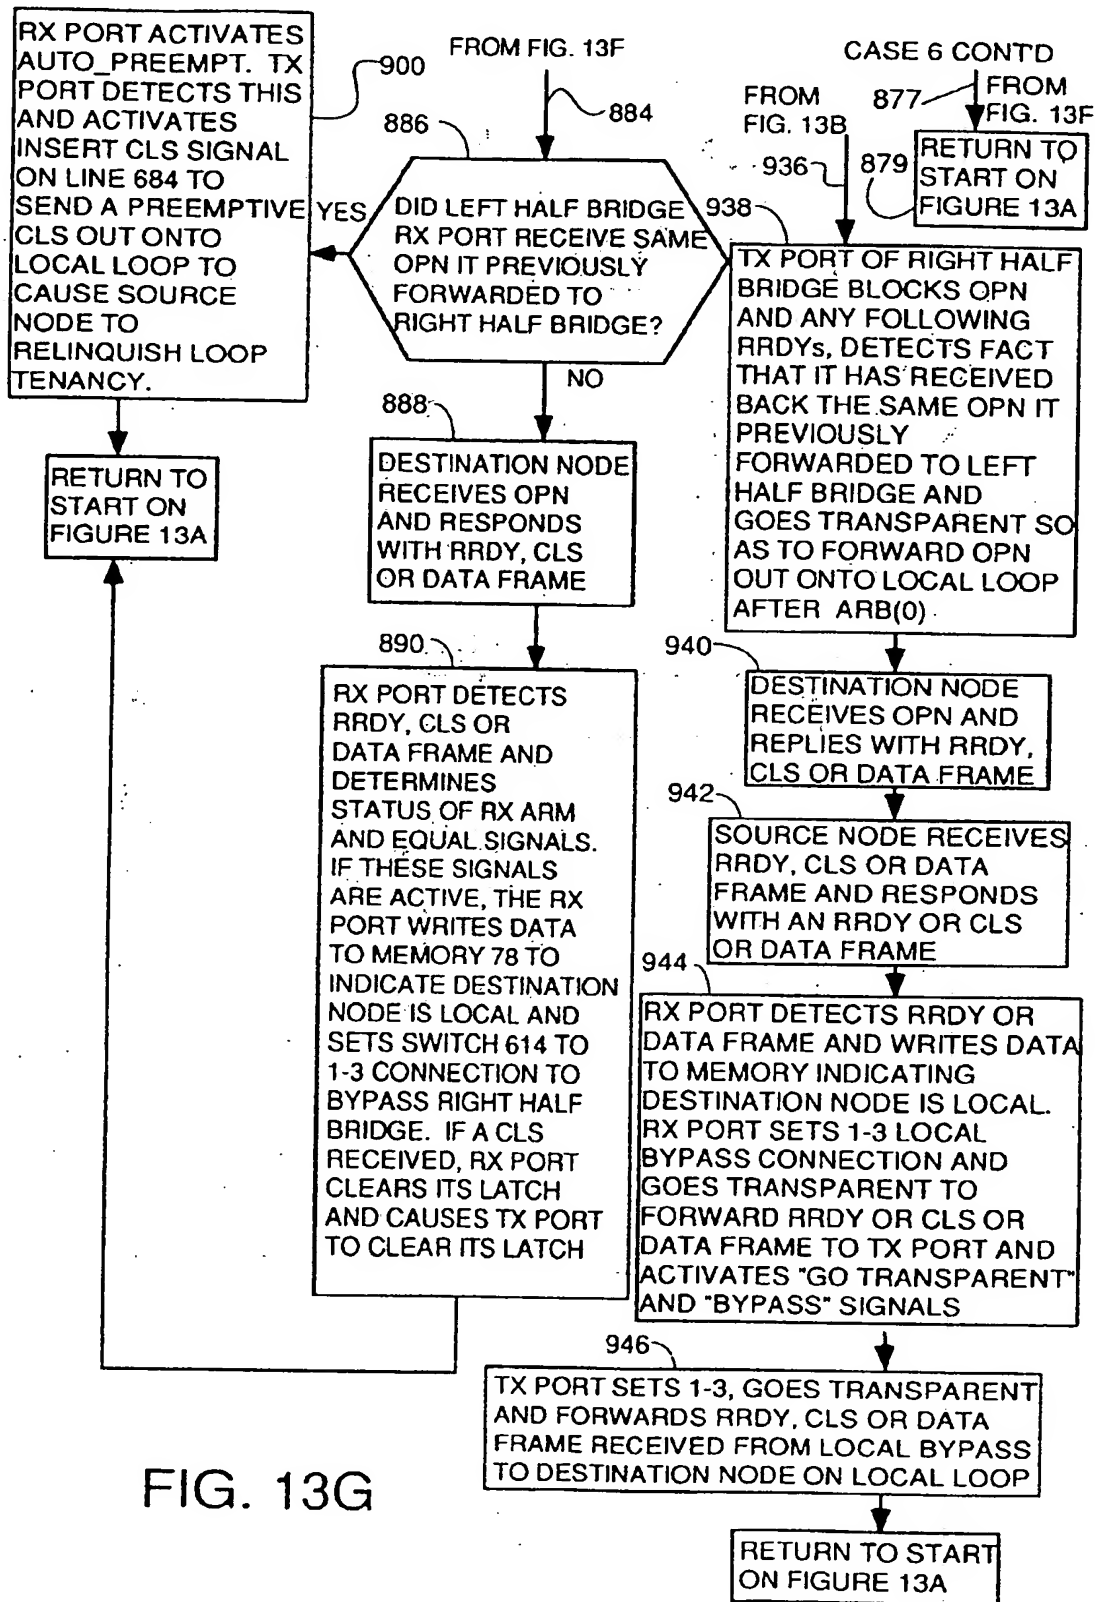 RX PORT ACTIVATES
AUTO_PREEMPT. TX
PORT DETECTS THIS
AND ACTIVATES
INSERT CLS SIGNAL
ON LINE 684 TO
SEND A PREEMPTIVE
CLS OUT ONTO
LOCAL LOOP TO
CAUSE SOURCE
NODE TO
RELINQUISH LOOP
TENANCY.
900
RETURN TO
START ON
FIGURE 13A
FROM FIG. 13F
884
886
YES
DID LEFT HALF BRIDGE
RX PORT RECEIVE SAME
OPN IT PREVIOUSLY
FORWARDED TO
RIGHT HALF BRIDGE?
NO
888
DESTINATION NODE
RECEIVES OPN
AND RESPONDS
WITH RRDY, CLS
OR DATA FRAME
890
RX PORT DETECTS
RRDY, CLS OR
DATA FRAME AND
DETERMINES
STATUS OF RX ARM
AND EQUAL SIGNALS.
IF THESE SIGNALS
ARE ACTIVE, THE RX
PORT WRITES DATA
TO MEMORY 78 TO
INDICATE DESTINATION
NODE IS LOCAL AND
SETS SWITCH 614 TO
1-3 CONNECTION TO
BYPASS RIGHT HALF
BRIDGE. IF A CLS
RECEIVED, RX PORT
CLEARS ITS LATCH
AND CAUSES TX PORT
TO CLEAR ITS LATCH
CASE 6 CONT'D
877
FROM
FIG. 13F
879
RETURN TO
START ON
FIGURE 13A
FROM
FIG. 13B
936
938
TX PORT OF RIGHT HALF
BRIDGE BLOCKS OPN
AND ANY FOLLOWING
RRDYs, DETECTS FACT
THAT IT HAS RECEIVED
BACK THE SAME OPN IT
PREVIOUSLY
FORWARDED TO LEFT
HALF BRIDGE AND
GOES TRANSPARENT SO
AS TO FORWARD OPN
OUT ONTO LOCAL LOOP
AFTER ARB(0)
940
DESTINATION NODE
RECEIVES OPN AND
REPLIES WITH RRDY,
CLS OR DATA FRAME
942
SOURCE NODE RECEIVES
RRDY, CLS OR DATA
FRAME AND RESPONDS
WITH AN RRDY OR CLS
OR DATA FRAME
944
RX PORT DETECTS RRDY OR
DATA FRAME AND WRITES DATA
TO MEMORY INDICATING
DESTINATION NODE IS LOCAL.
RX PORT SETS 1-3 LOCAL
BYPASS CONNECTION AND
GOES TRANSPARENT TO
FORWARD RRDY OR CLS OR
DATA FRAME TO TX PORT AND
ACTIVATES "GO TRANSPARENT"
AND "BYPASS" SIGNALS
946
TX PORT SETS 1-3, GOES TRANSPARENT
AND FORWARDS RRDY, CLS OR DATA
FRAME RECEIVED FROM LOCAL BYPASS
TO DESTINATION NODE ON LOCAL LOOP
RETURN TO START
ON FIGURE 13A
FIG. 13G